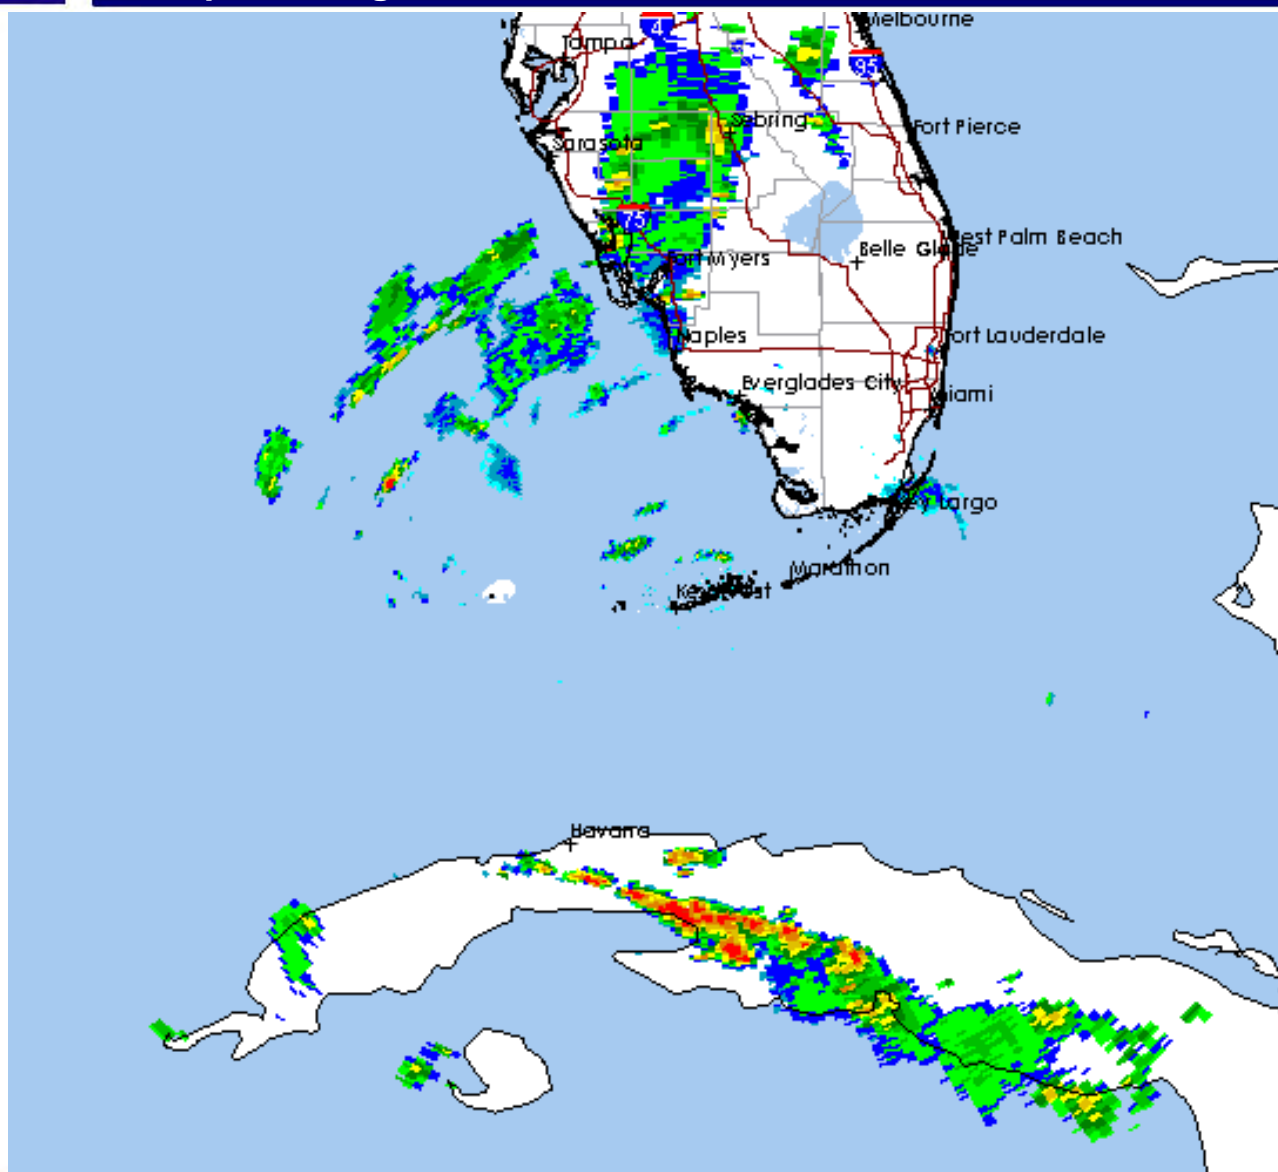 Melbourne
4
Tampa
95
Sebring
Fort Pierce
Sarasota
75
West Palm Beach
Belle Glade
Fort Myers
Naples
Fort Lauderdale
Everglades City
Miami
Key Largo
Marathon
Key West
Havana